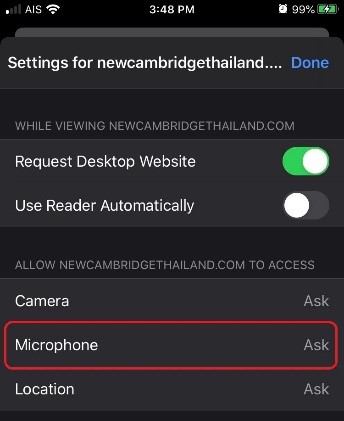 AIS 3:48 PM 99%
Settings for newcambridgethailand.... Done
WHILE VIEWING NEWCAMBRIDGETHAILAND.COM
Request Desktop Website
Use Reader Automatically
ALLOW NEWCAMBRIDGETHAILAND.COM TO ACCESS
Camera Ask
Microphone Ask
Location Ask